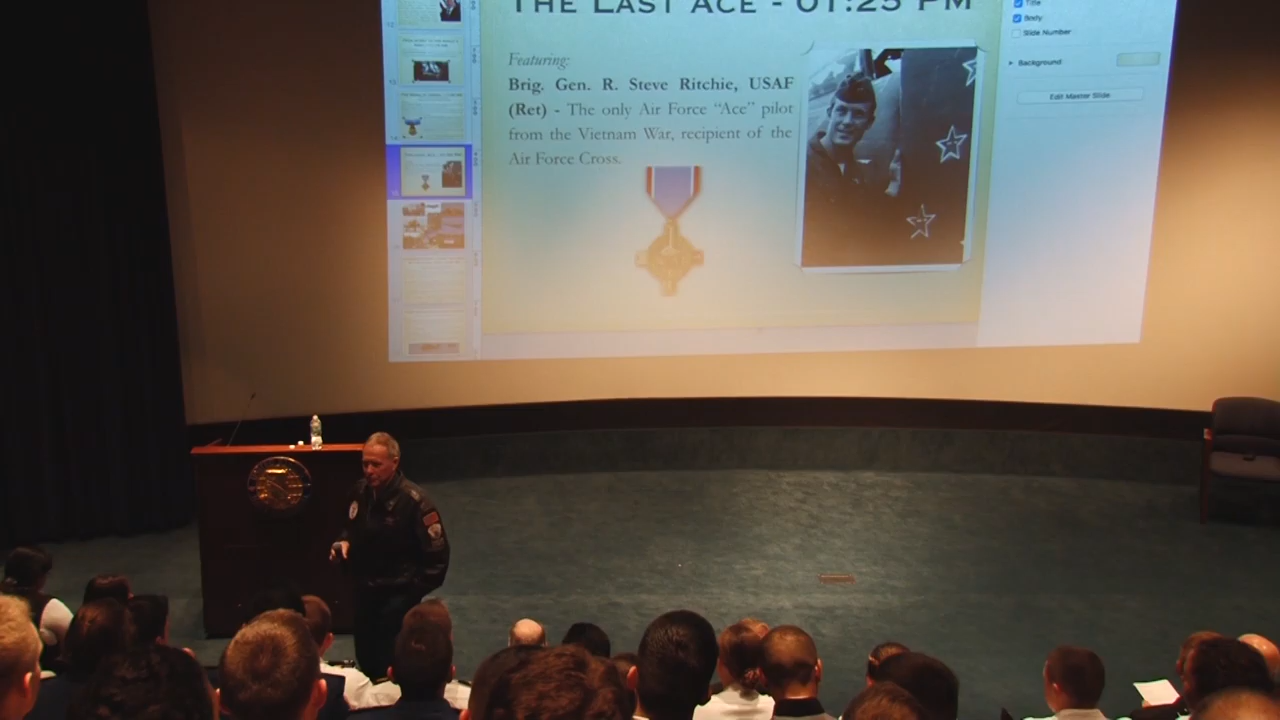 THE LAST ACE - 01:25 PM
Featuring:
Brig. Gen. R. Steve Ritchie, USAF
(Ret) - The only Air Force "Ace" pilot
from the Vietnam War, recipient of the
Air Force Cross.
Title
Body
Slide Number
Background
Edit Master Slide